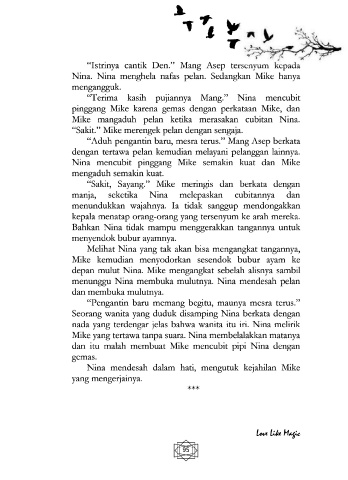 “Istrinya cantik Den.” Mang Asep tersenyum kepada
Nina. Nina menghela nafas pelan. Sedangkan Mike hanya
mengangguk.
“Terima kasih pujiannya Mang.” Nina mencubit
pinggang Mike karena gemas dengan perkataan Mike, dan
Mike mangaduh pelan ketika merasakan cubitan Nina.
“Sakit.” Mike merengek pelan dengan sengaja.
“Aduh pengantin baru, mesra terus.” Mang Asep berkata
dengan tertawa pelan kemudian melayani pelanggan lainnya.
Nina mencubit pinggang Mike semakin kuat dan Mike
mengaduh semakin kuat.
“Sakit, Sayang.” Mike meringis dan berkata dengan
manja, seketika Nina melepaskan cubitannya dan
menundukkan wajahnya. Ia tidak sanggup mendongakkan
kepala menatap orang-orang yang tersenyum ke arah mereka.
Bahkan Nina tidak mampu menggerakkan tangannya untuk
menyendok bubur ayamnya.
Melihat Nina yang tak akan bisa mengangkat tangannya,
Mike kemudian menyodorkan sesendok bubur ayam ke
depan mulut Nina. Mike mengangkat sebelah alisnya sambil
menunggu Nina membuka mulutnya. Nina mendesah pelan
dan membuka mulutnya.
“Pengantin baru memang begitu, maunya mesra terus.”
Seorang wanita yang duduk disamping Nina berkata dengan
nada yang terdengar jelas bahwa wanita itu iri. Nina melirik
Mike yang tertawa tanpa suara. Nina membelalakkan matanya
dan itu malah membuat Mike mencubit pipi Nina dengan
gemas.
Nina mendesah dalam hati, mengutuk kejahilan Mike
yang mengerjainya.
***
Love Like Magic
95